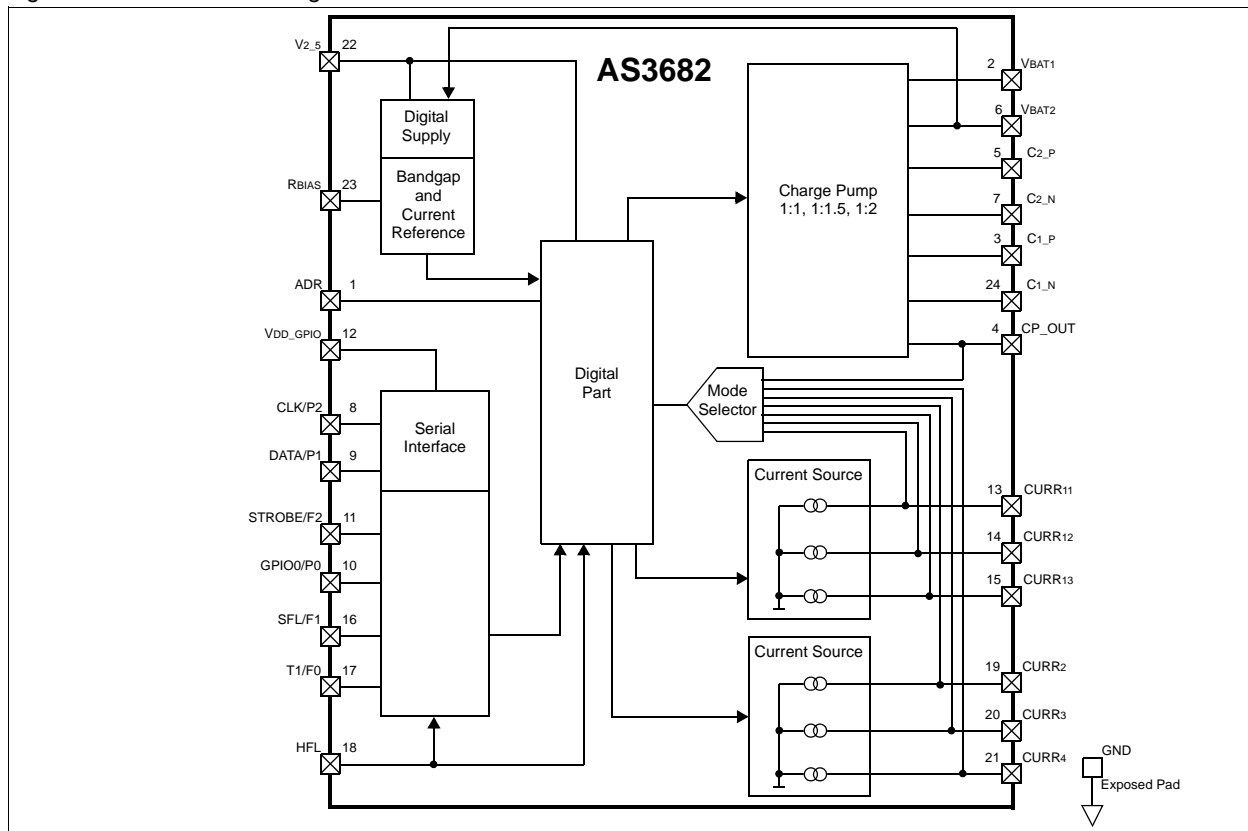 V2_5 22
AS3682
Digital
Supply
RBIAS 23
Bandgap
and
Current
Reference
ADR 1
VDD_GPIO 12
CLK/P2 8
DATA/P1 9
STROBE/F2 11
GPIO0/P0 10
SFL/F1 16
T1/F0 17
HFL 18
Serial
Interface
Digital
Part
Charge Pump
1:1, 1:1.5, 1:2
Mode
Selector
2 VBAT1
6 VBAT2
5 C2_P
7 C2_N
3 C1_P
24 C1_N
4 CP_OUT
Current Source
13 CURR11
14 CURR12
15 CURR13
Current Source
19 CURR2
20 CURR3
21 CURR4
GND
Exposed Pad